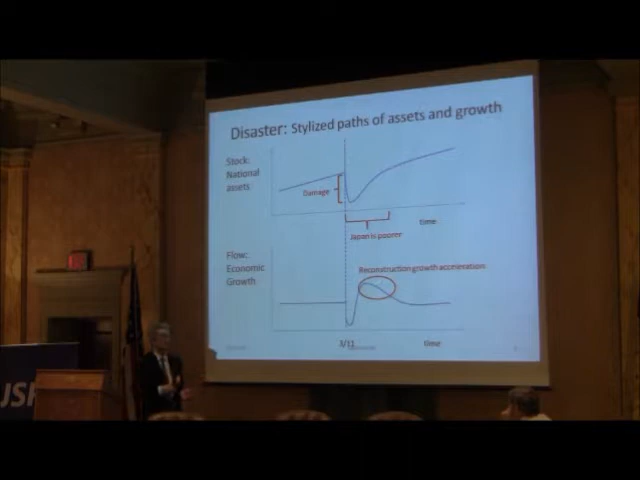 Disaster: Stylized paths of assets and growth
Stock:
National
assets
Damage
time
Japan is poorer
Flow:
Economic
Growth
Reconstruction growth acceleration
3/11
time